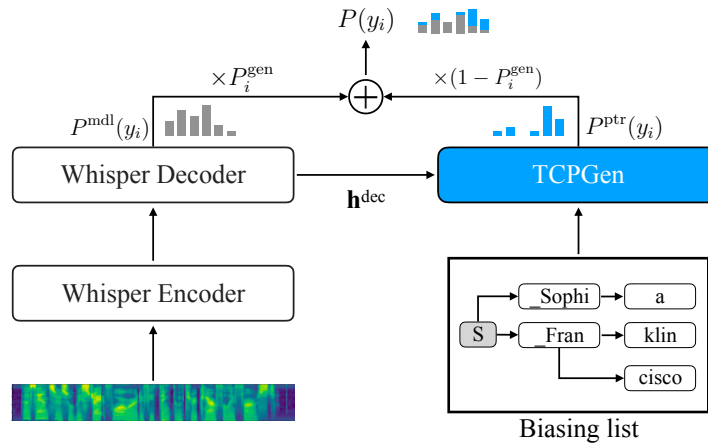 P(y_i)
×P_i^gen
×(1 − P_i^gen)
P^mdl(y_i)
P^ptr(y_i)
Whisper Decoder
TCPGen
h^dec
Whisper Encoder
_Sophi
a
S
_Fran
klin
cisco
Biasing list